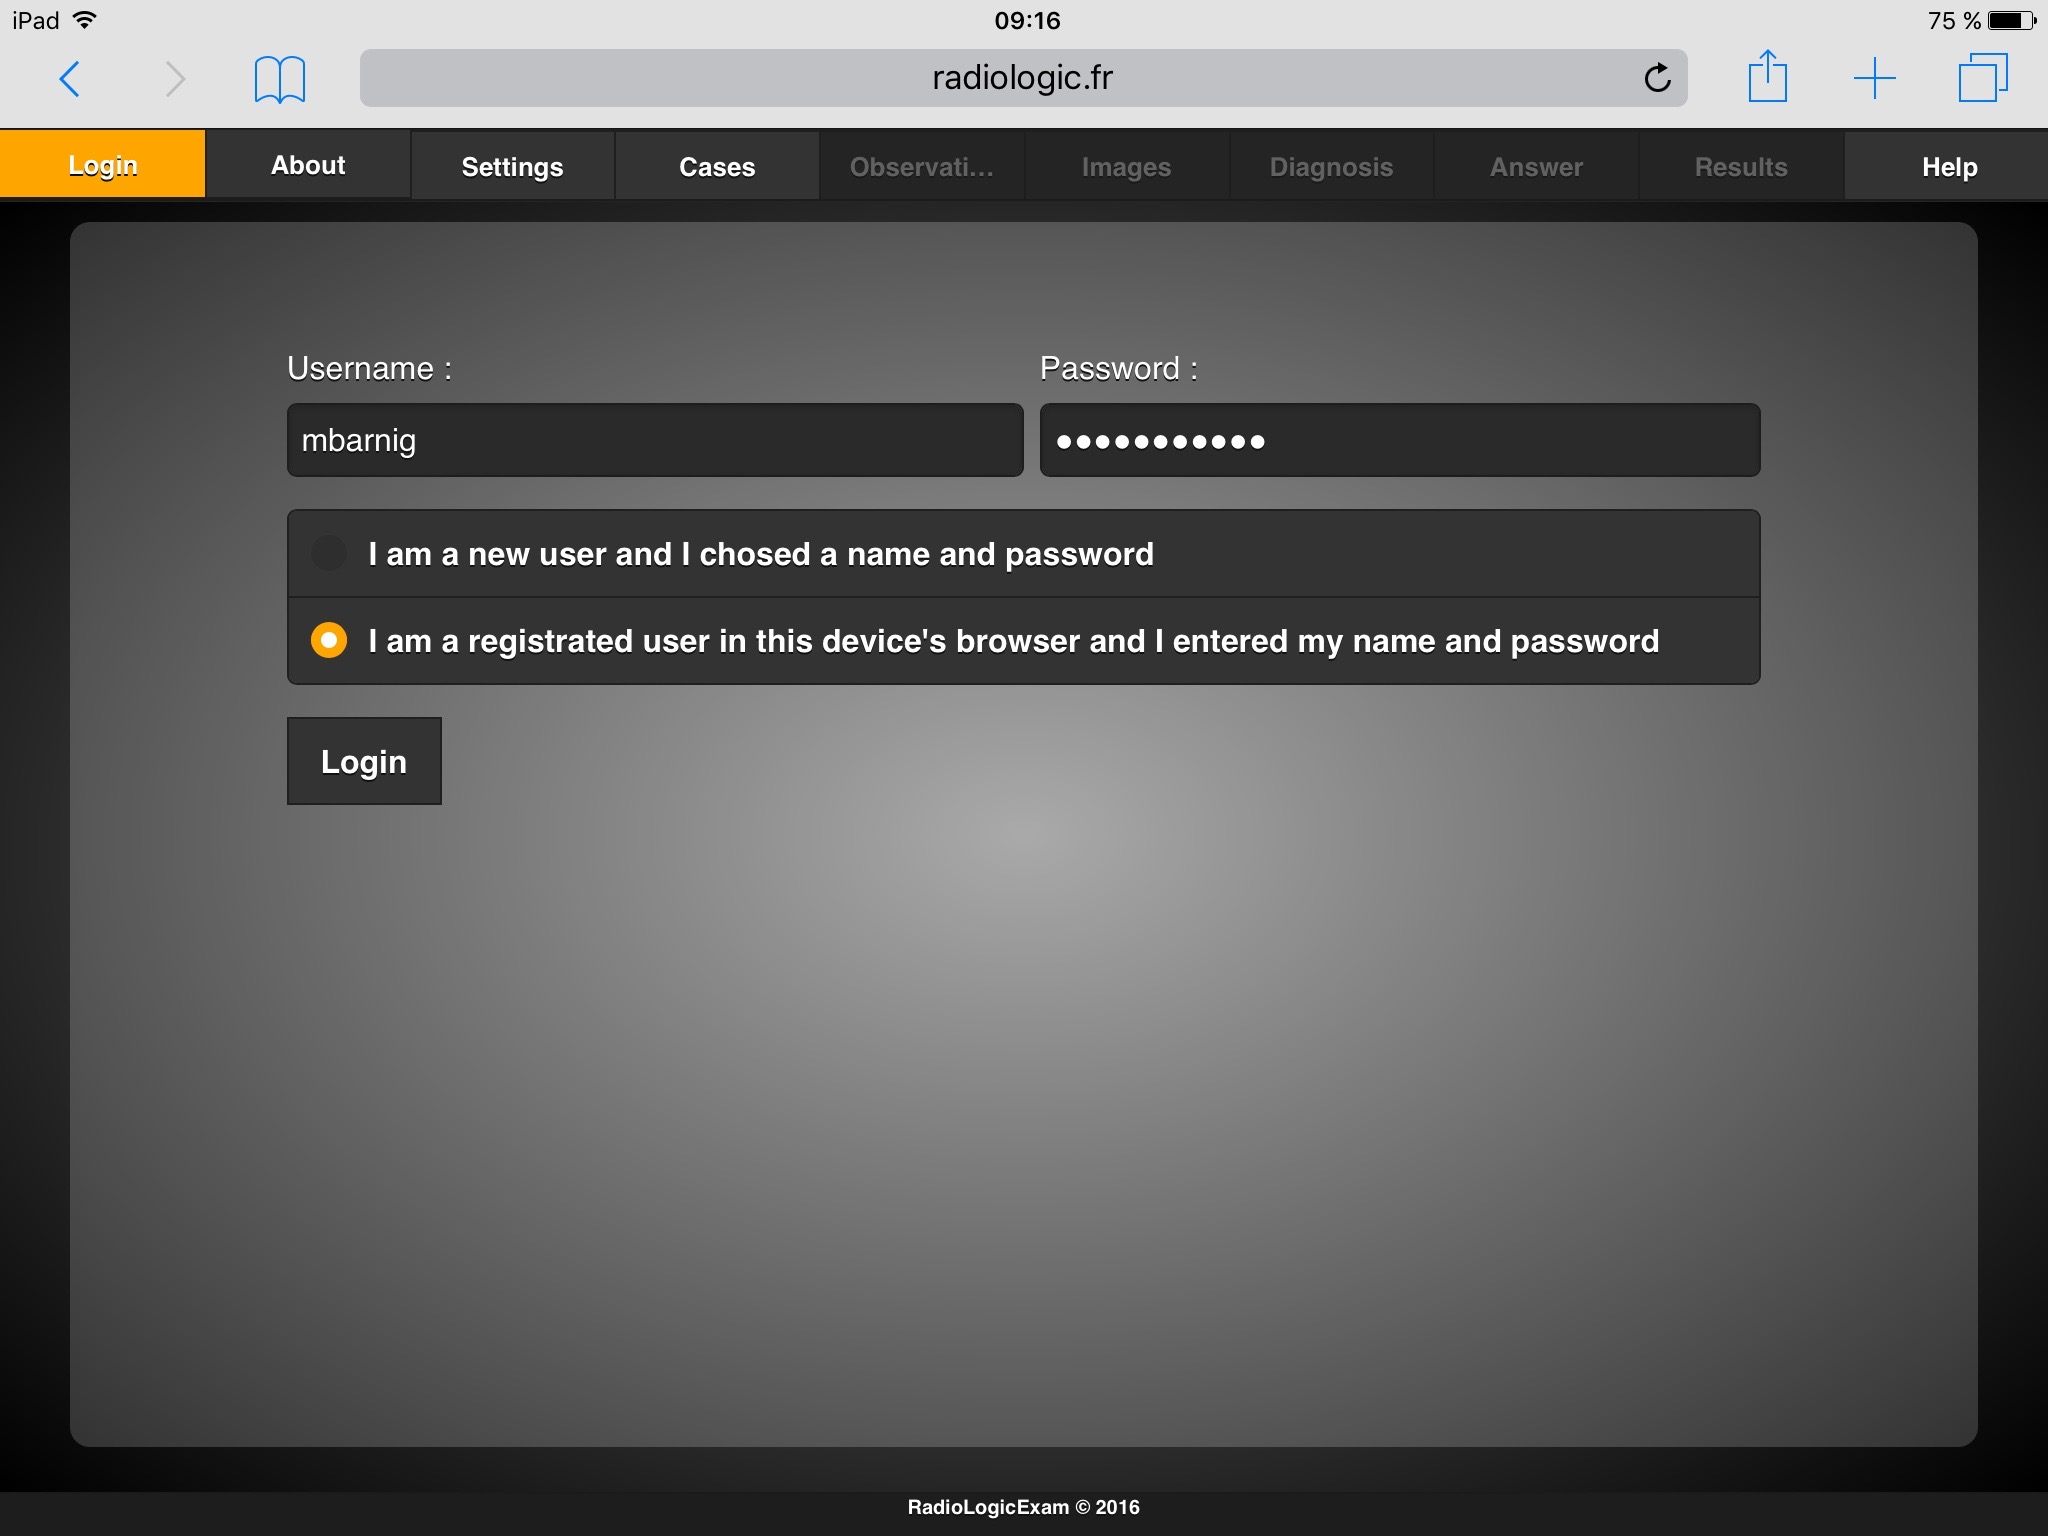 iPad 09:16 75 %
radiologic.fr
Login About Settings Cases Observati... Images Diagnosis Answer Results Help
Username : Password :
mbarnig ●●●●●●●●●●●
I am a new user and I chosed a name and password
I am a registrated user in this device's browser and I entered my name and password
Login
RadioLogicExam © 2016